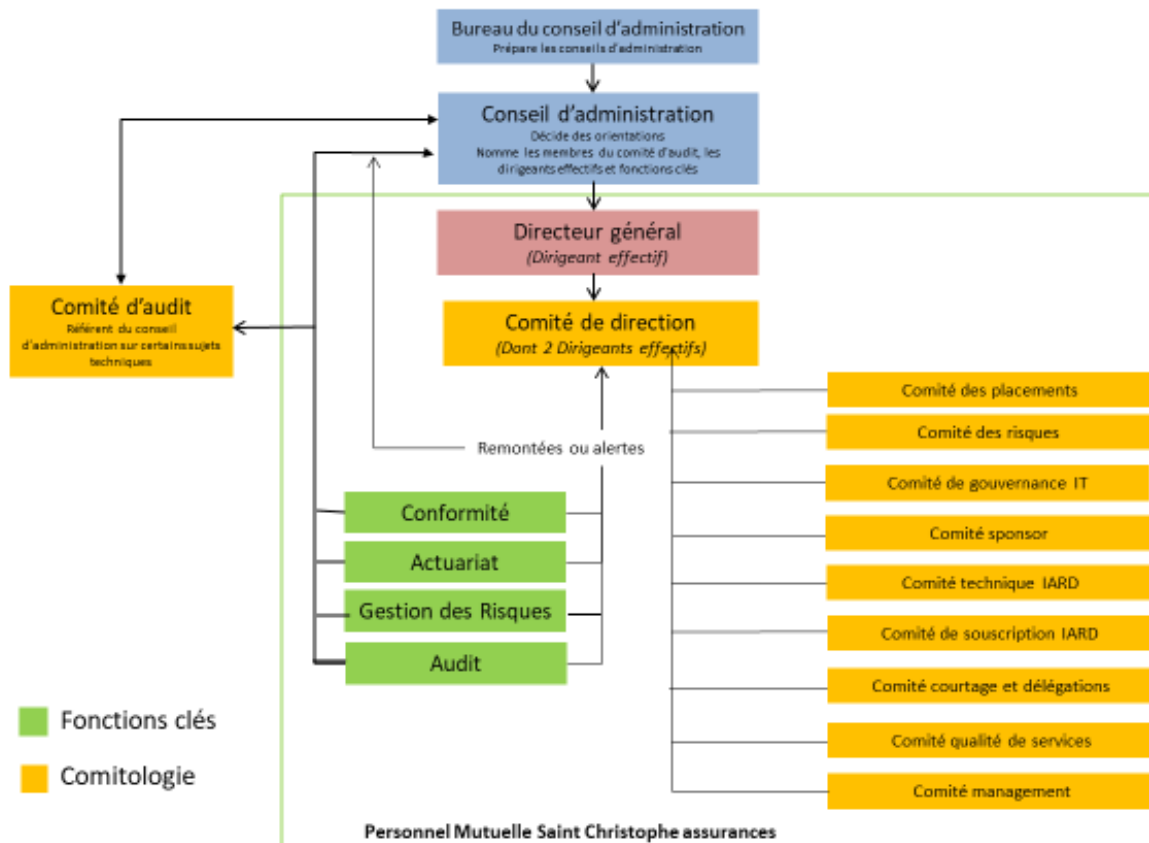 Bureau du conseil d'administration
Prépare les conseils d'administration
Conseil d'administration
Décide des orientations
Nomme les membres du comité d'audit, les
dirigeants effectifs et fonctions clés
Directeur général
(Dirigeant effectif)
Comité d'audit
Référent du conseil
d'administration sur certains sujets
techniques
Comité de direction
(Dont 2 Dirigeants effectifs)
Comité des placements
Comité des risques
Remontées ou alertes
Comité de gouvernance IT
Conformité
Comité sponsor
Actuariat
Comité technique IARD
Gestion des Risques
Comité de souscription IARD
Audit
Comité courtage et délégations
Fonctions clés
Comité qualité de services
Comitologie
Comité management
Personnel Mutuelle Saint Christophe assurances